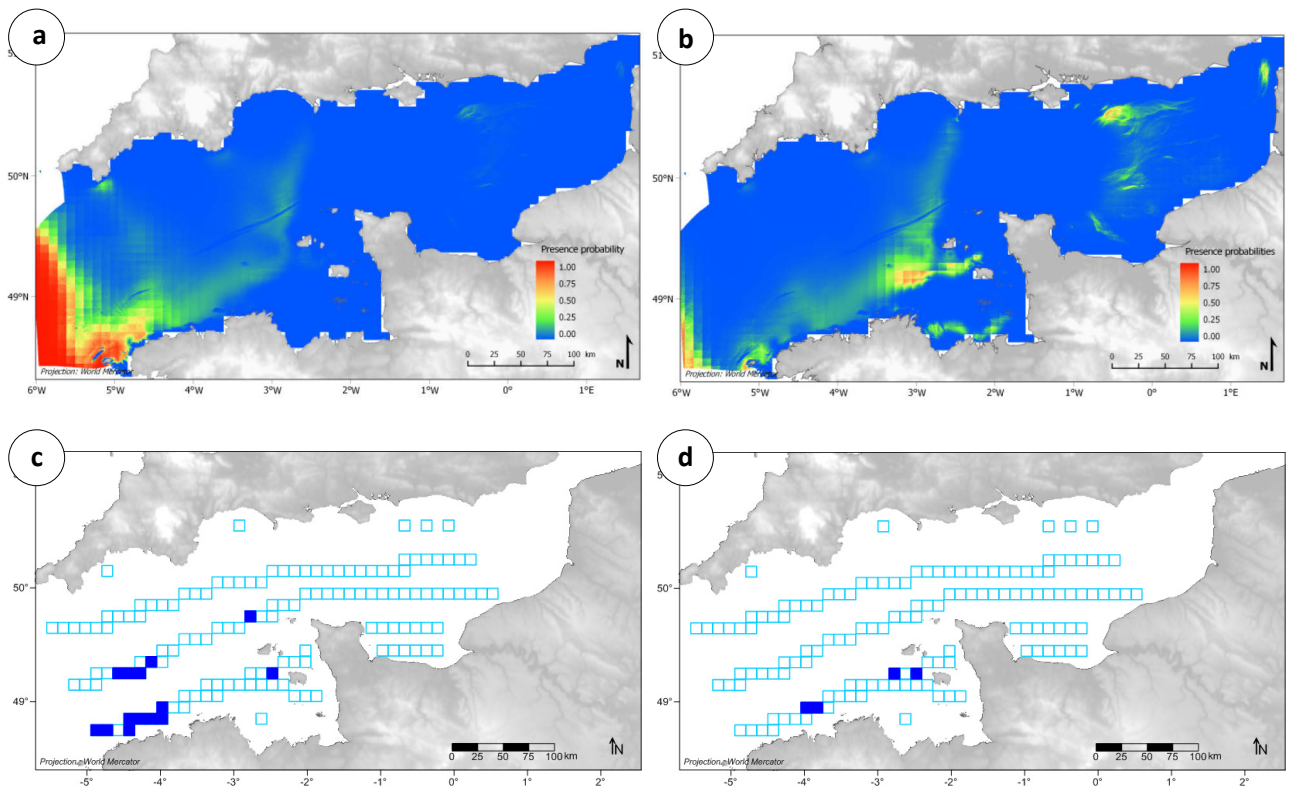 a
b
5
51
50°N
50°N
Presence probability
1.00
0.75
0.50
0.25
0.00
Presence probabilities
1.00
0.75
0.50
0.25
0.00
49°N
49°N
0 25 50 75 100 km
N
0 25 50 75 100 km
N
Projection: World Mercator
Projection: World Mercator
6°W 5°W 4°W 3°W 2°W 1°W 0° 1°E
6°W 5°W 4°W 3°W 2°W 1°W 0° 1°E
c
d
50°
50°
49°
49°
0 25 50 75 100 km
N
0 25 50 75 100 km
N
Projection: World Mercator
Projection: World Mercator
-5° -4° -3° -2° -1° 0° 1° 2°
-5° -4° -3° -2° -1° 0° 1° 2°